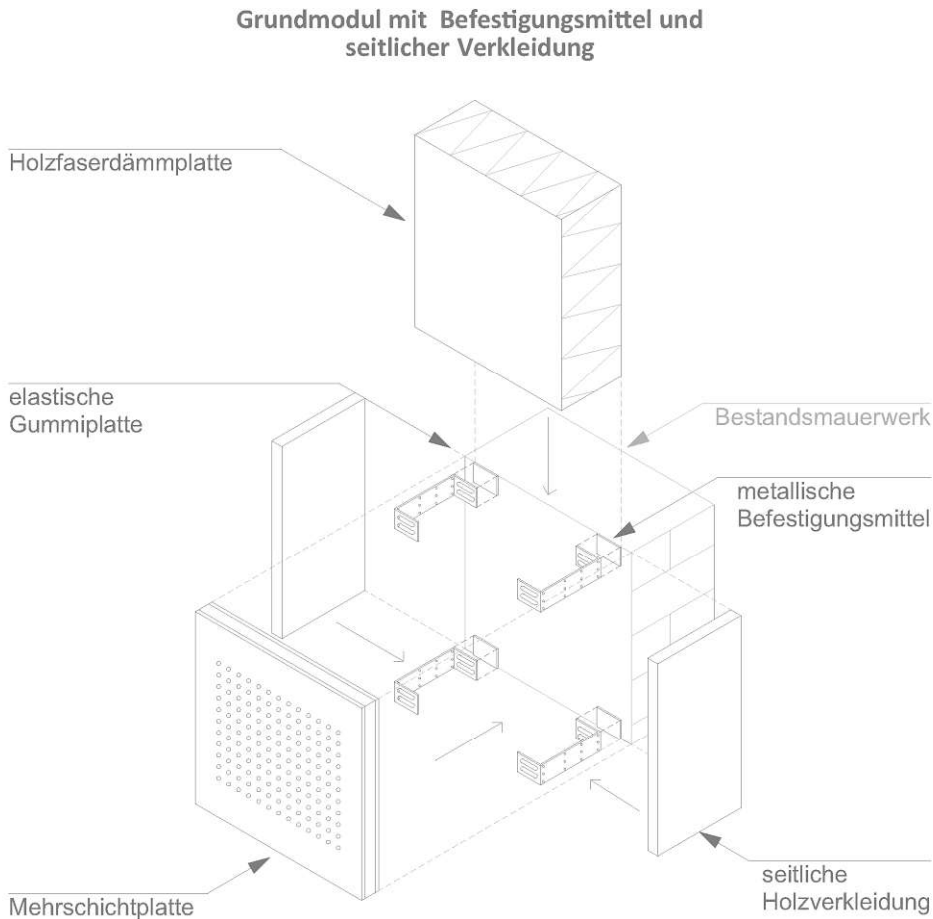 Grundmodul mit Befestigungsmittel und
seitlicher Verkleidung
Holzfaserdämmplatte
elastische
Gummiplatte
Bestandsmauerwerk
metallische
Befestigungsmittel
seitliche
Holzverkleidung
Mehrschichtplatte